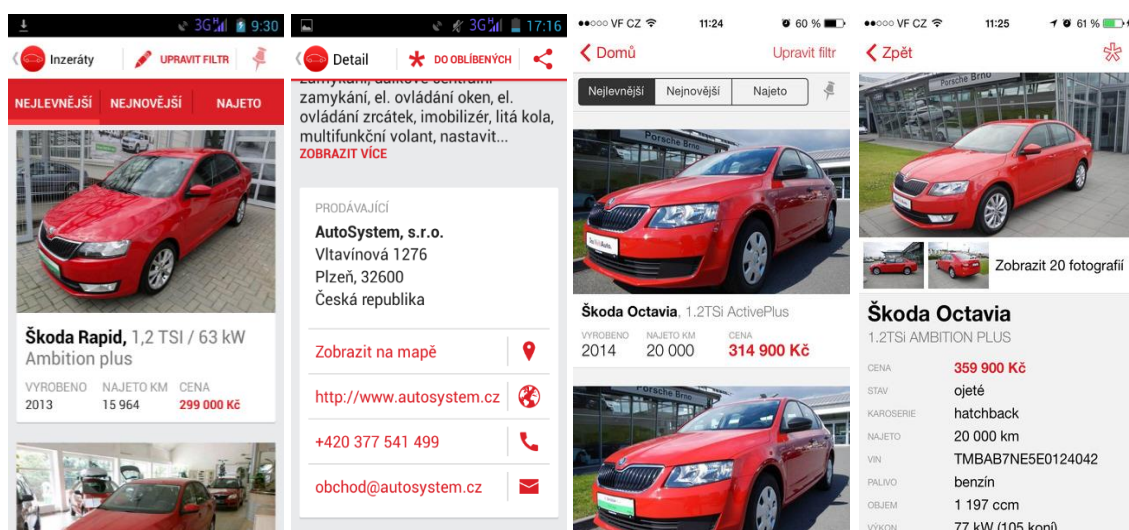 3G H 9:30
Inzeráty
UPRAVIT FILTR
NEJLEVNĚJŠÍ NEJNOVĚJŠÍ NAJETO
Škoda Rapid, 1,2 TSI / 63 kW
Ambition plus
VYROBENO NAJETO KM CENA
2013 15 964 299 000 Kč
3G H 17:16
Detail
DO OBLÍBENÝCH
zamykání, dálkové centrální
zamykání, el. ovládání oken, el.
ovládání zrcátek, imobilizér, litá kola,
multifunkční volant, nastavit...
ZOBRAZIT VÍCE
PRODÁVAJÍCÍ
AutoSystem, s.r.o.
Vltavínová 1276
Plzeň, 32600
Česká republika
Zobrazit na mapě
http://www.autosystem.cz
+420 377 541 499
obchod@autosystem.cz
VF CZ 11:24 60 %
Domů Upravit filtr
Nejlevnější Nejnovější Najeto
Porsche Brno
Škoda Octavia, 1.2TSi ActivePlus
VYROBENO NAJETO KM CENA
2014 20 000 314 900 Kč
Porsche Brno
VF CZ 11:25 61 %
Zpět
Porsche Brno
Zobrazit 20 fotografií
Škoda Octavia
1.2TSi AMBITION PLUS
CENA 359 900 Kč
STAV ojeté
KAROSERIE hatchback
NAJETO 20 000 km
VIN TMBAB7NE5E0124042
PALIVO benzín
OBJEM 1 197 ccm
VÝKON 77 kW (105 koní)